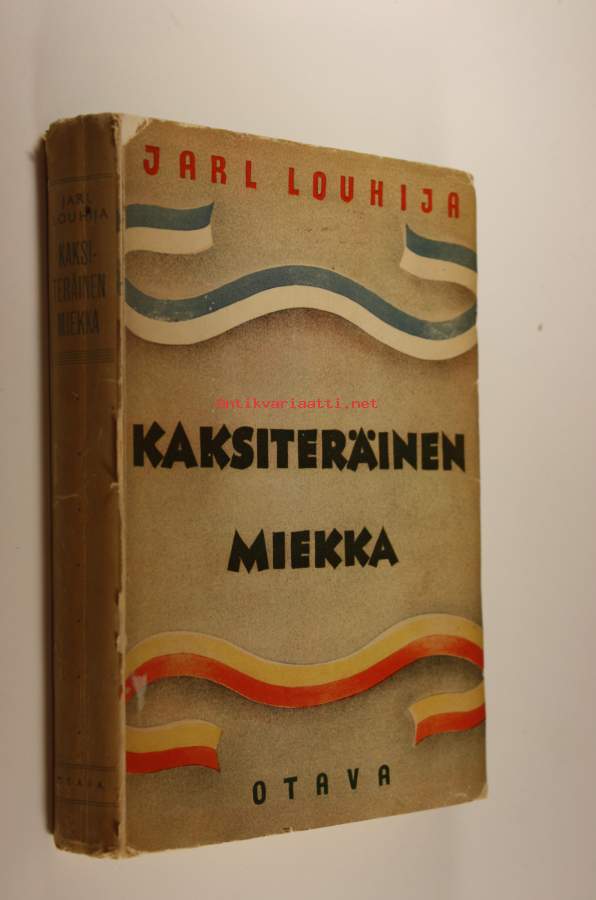 JARL LOUHIJA
KAKSITERÄINEN
MIEKKA
OTAVA
JARL
LOUHIJA
KAKSI-
TERÄINEN
MIEKKA
OTAVA
antikvariaatti.net